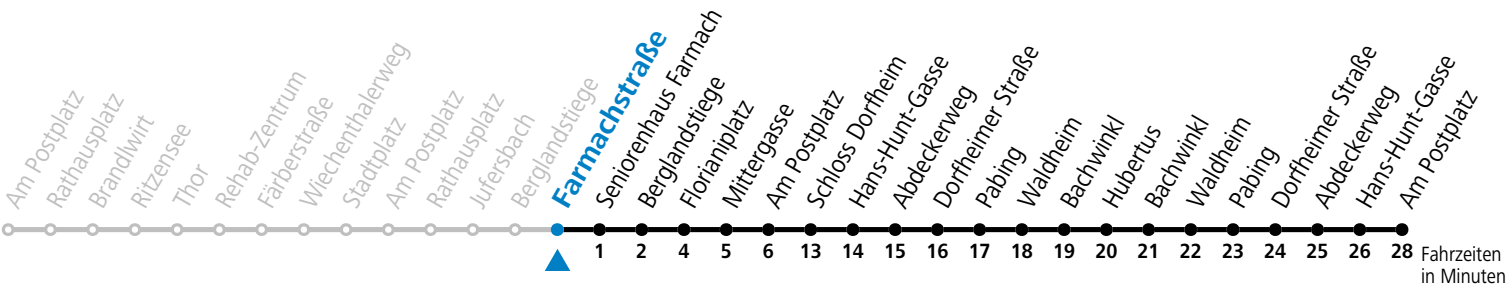 Am Postplatz
Rathausplatz
Brandlwirt
Ritzensee
Thor
Rehab-Zentrum
Färberstraße
Wiechenthalerweg
Stadtplatz
Am Postplatz
Rathausplatz
Jufersbach
Berglandstiege
Farmachstraße
Seniorenhaus Farmach
Berglandstiege
Florianiplatz
Mittergasse
Am Postplatz
Schloss Dorfheim
Hans-Hunt-Gasse
Abdeckerweg
Dorfheimer Straße
Pabing
Waldheim
Bachwinkl
Hubertus
Bachwinkl
Waldheim
Pabing
Dorfheimer Straße
Abdeckerweg
Hans-Hunt-Gasse
Am Postplatz
1 2 4 5 6 13 14 15 16 17 18 19 20 21 22 23 24 25 26 28
Fahrzeiten
in Minuten